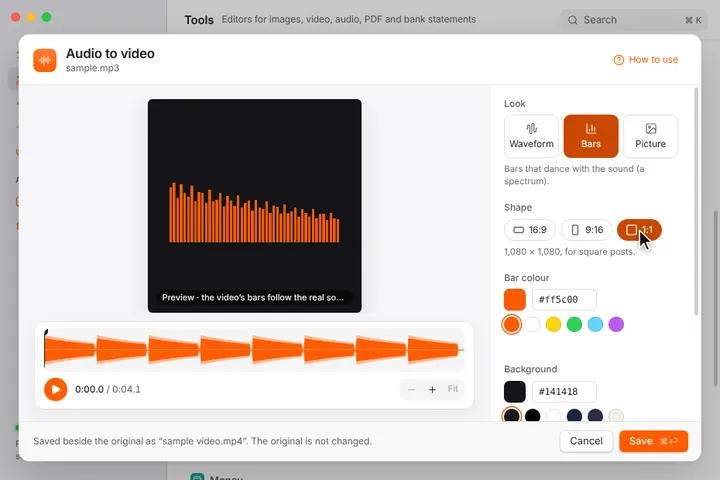 Tools Editors for images, video, audio, PDF and bank statements
Search ⌘ K
Audio to video
sample.mp3
How to use
Look
Waveform
Bars
Picture
Bars that dance with the sound (a
spectrum).
Shape
16:9
9:16
1:1
1,080 × 1,080, for square posts.
Bar colour
#ff5c00
Background
#141418
Preview · the video’s bars follow the real so…
0:00.0 / 0:04.1
Fit
Saved beside the original as “sample video.mp4”. The original is not changed.
Cancel
Save ⌘↩